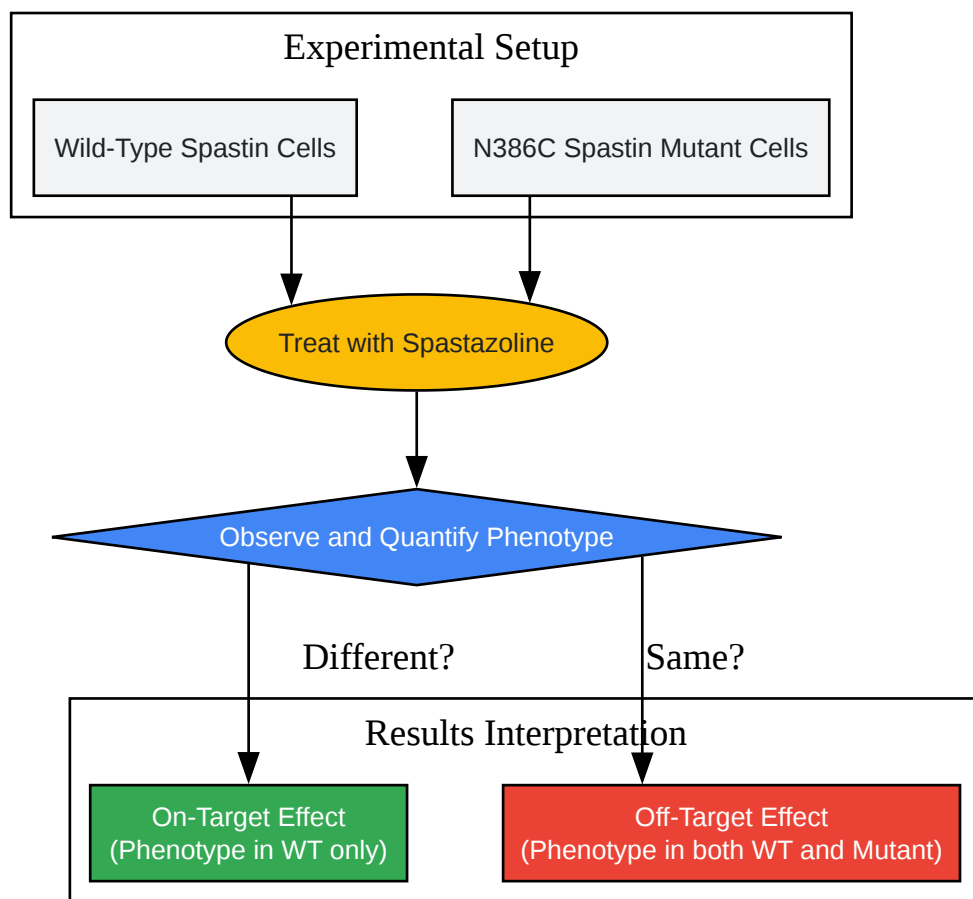 Experimental Setup
Wild-Type Spastin Cells
N386C Spastin Mutant Cells
Treat with Spastazoline
Observe and Quantify Phenotype
Different?
Same?
Results Interpretation
On-Target Effect
(Phenotype in WT only)
Off-Target Effect
(Phenotype in both WT and Mutant)